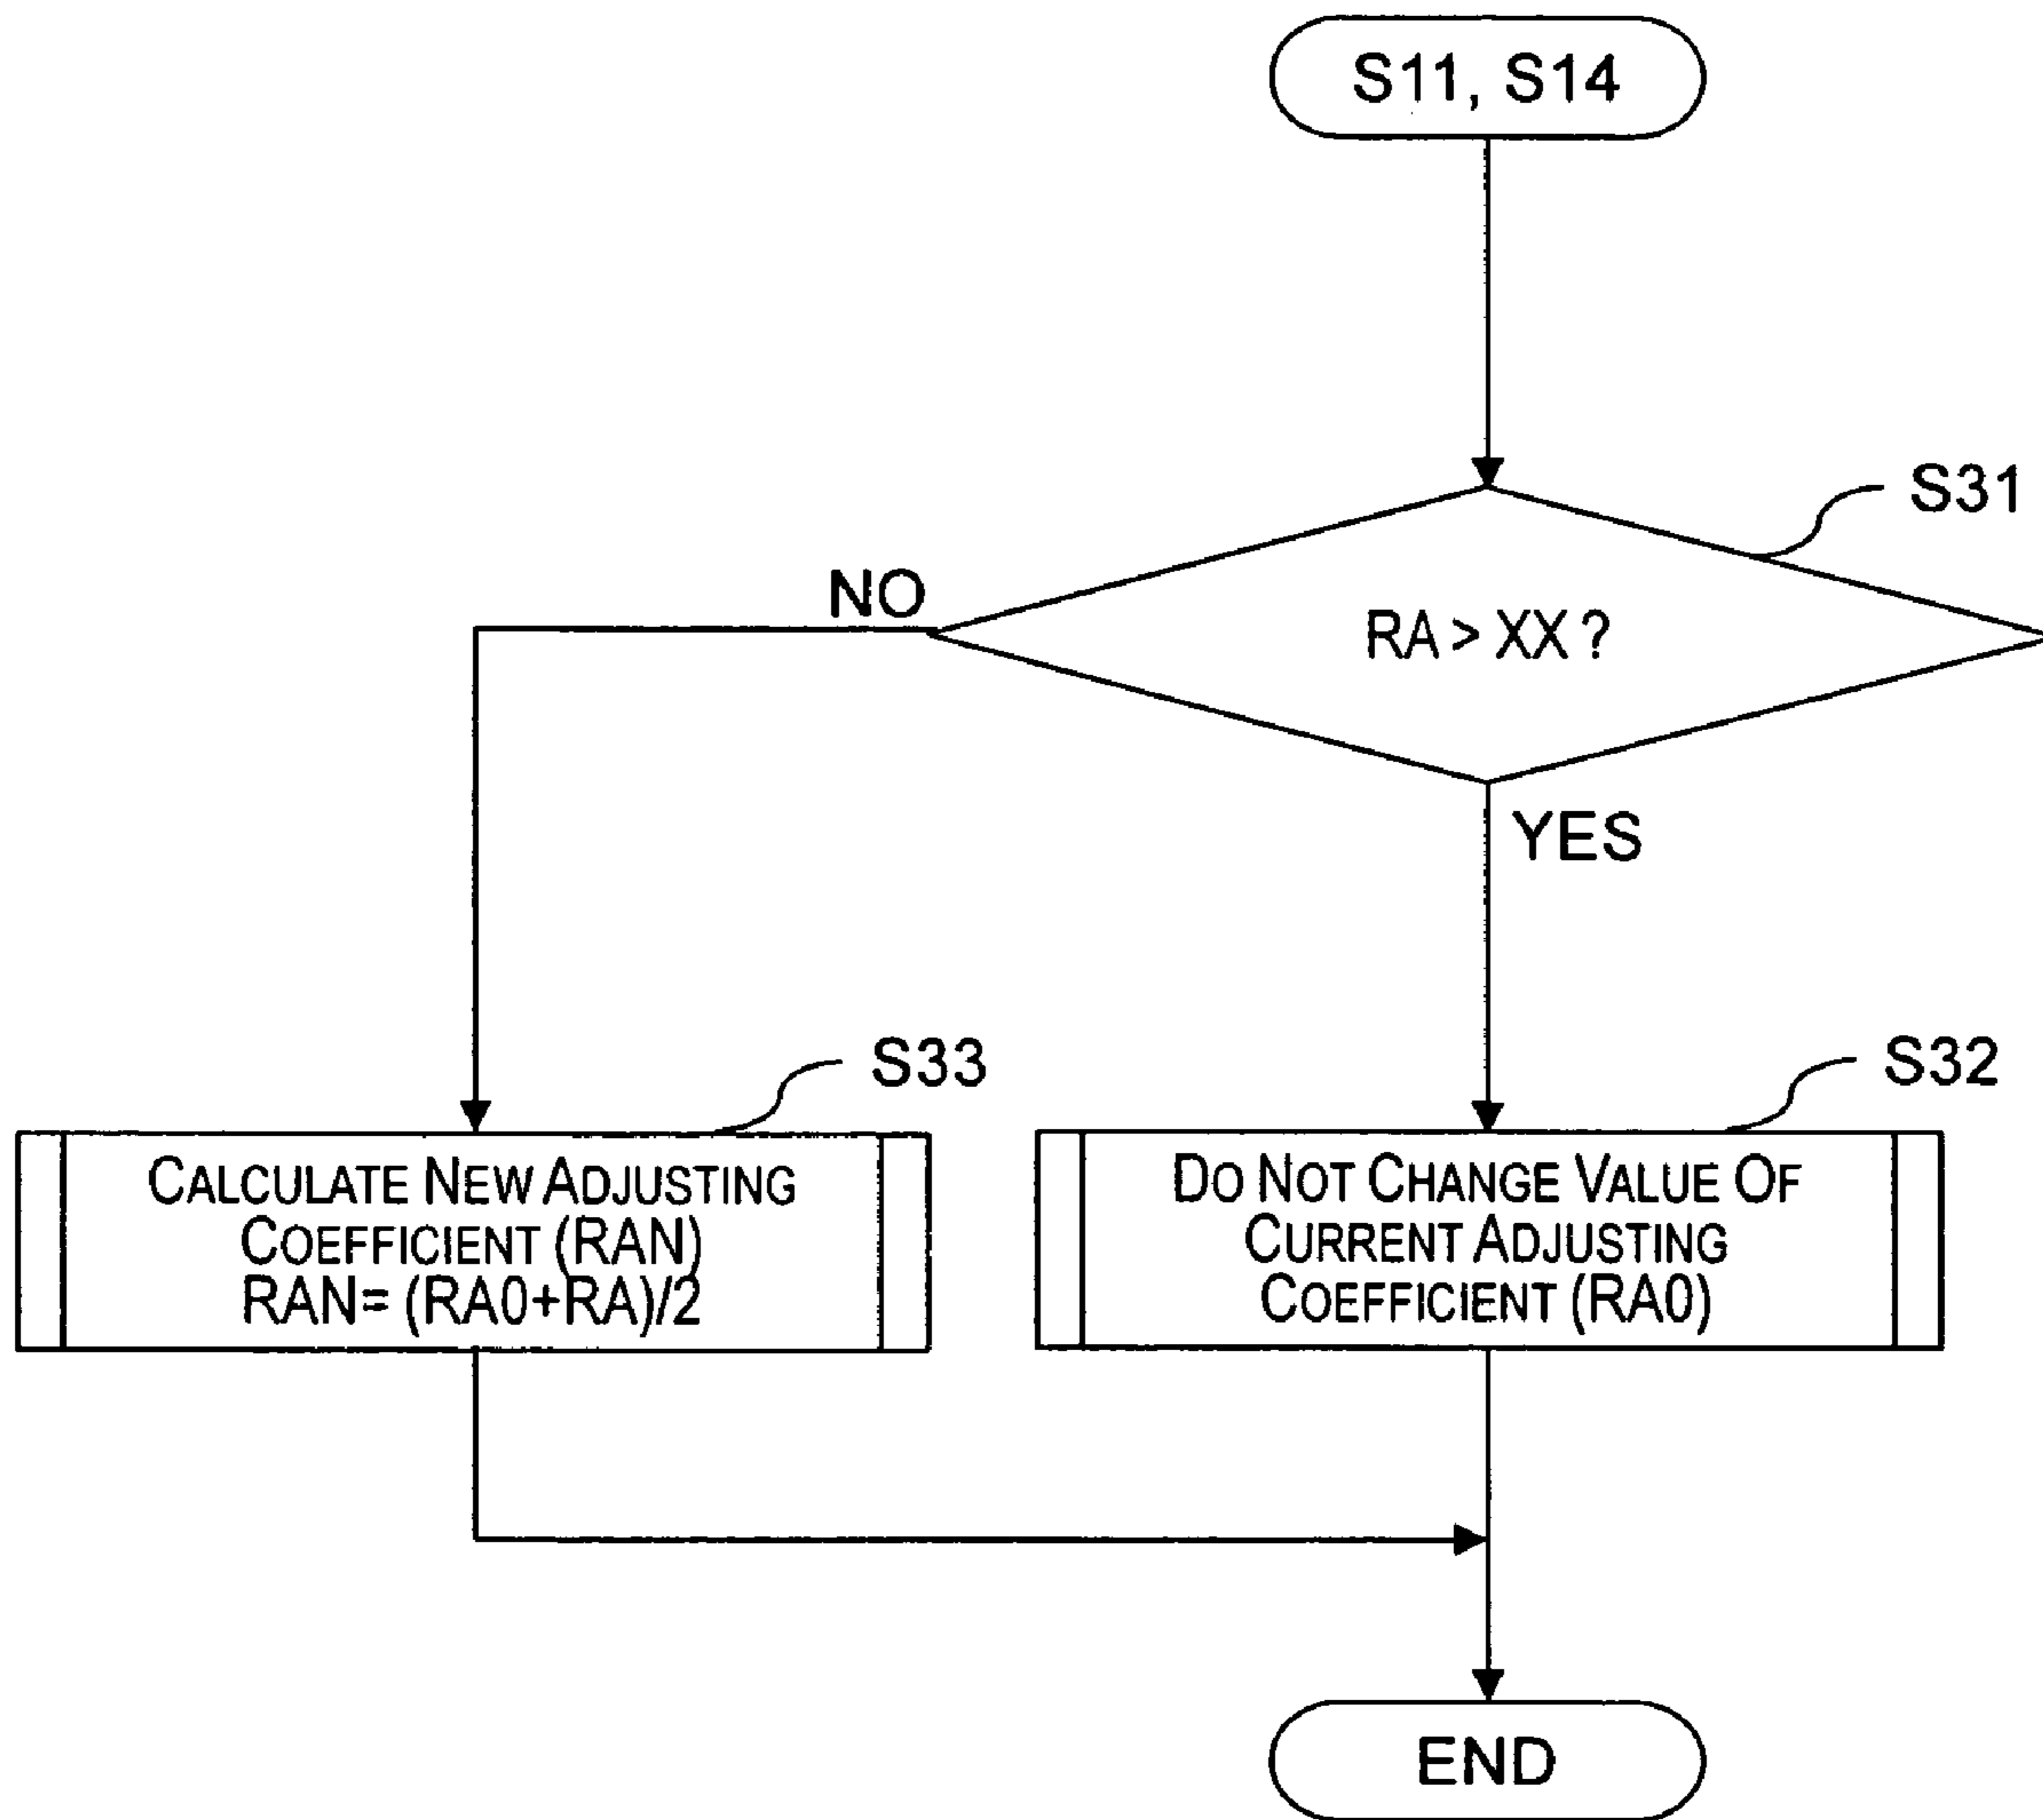 S11, S14
S31
NO
RA > XX ?
YES
S33
S32
CALCULATE NEW ADJUSTING
COEFFICIENT (RAN)
RAN= (RA0+RA)/2
DO NOT CHANGE VALUE OF
CURRENT ADJUSTING
COEFFICIENT (RA0)
END